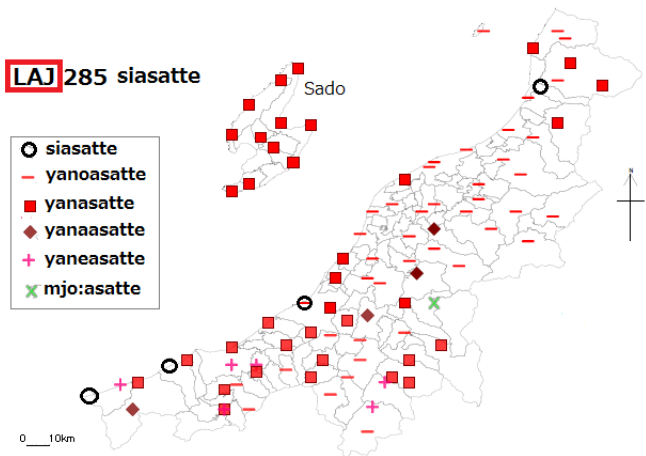 LAJ 285 siasatte
Sado
siasatte
yanoasatte
yanasatte
yanaasatte
yaneasatte
mjo:asatte
N
0 10km